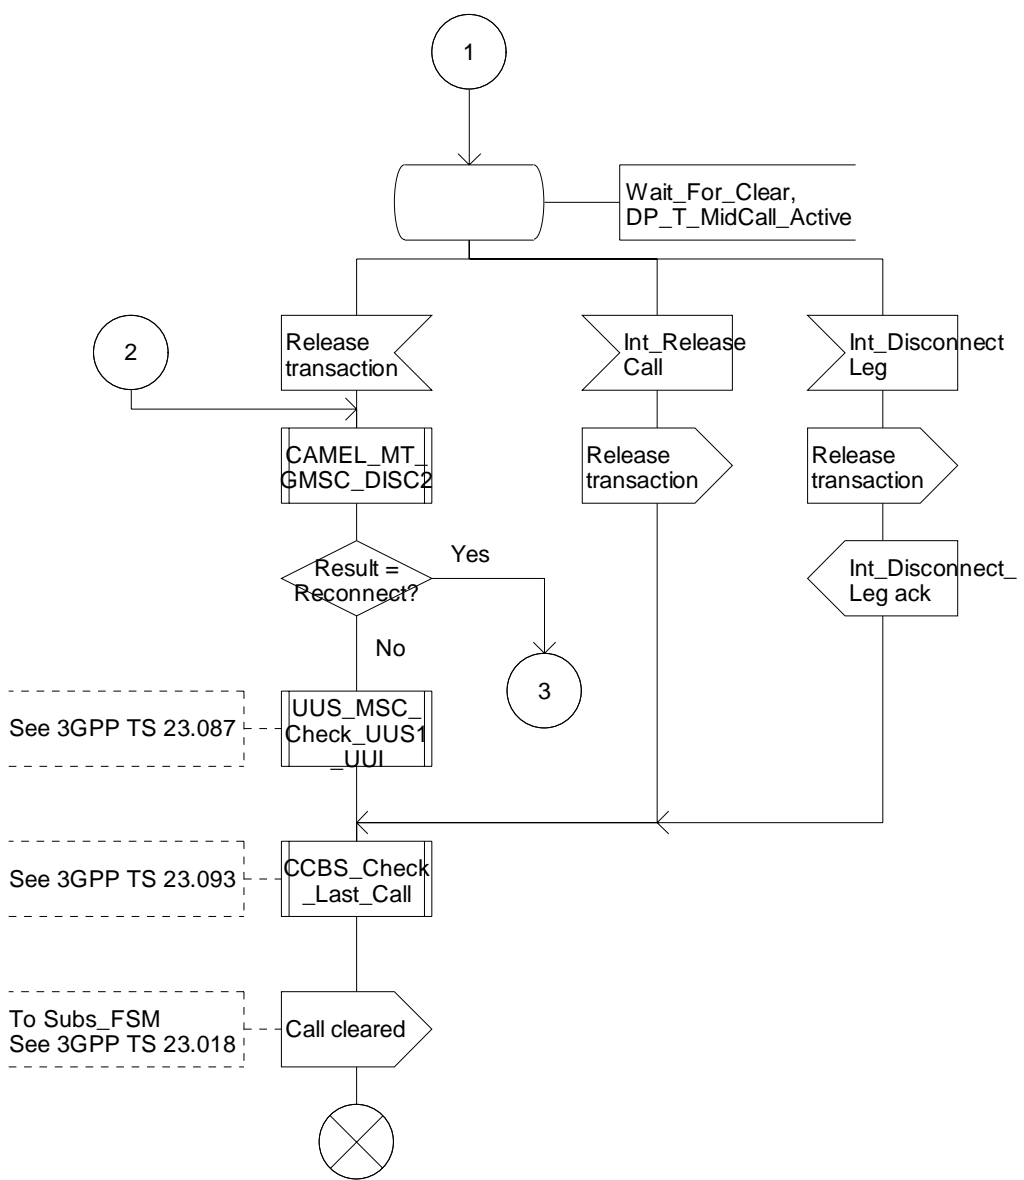 1
Wait_For_Clear,
DP_T_MidCall_Active
2
Release
transaction
Int_Release
Call
Int_Disconnect
Leg
CAMEL_MT_
GMSC_DISC2
Release
transaction
Release
transaction
Result =
Reconnect?
Yes
Int_Disconnect_
Leg ack
No
3
See 3GPP TS 23.087
UUS_MSC_
Check_UUS1
_UUI
See 3GPP TS 23.093
CCBS_Check
_Last_Call
To Subs_FSM
See 3GPP TS 23.018
Call cleared